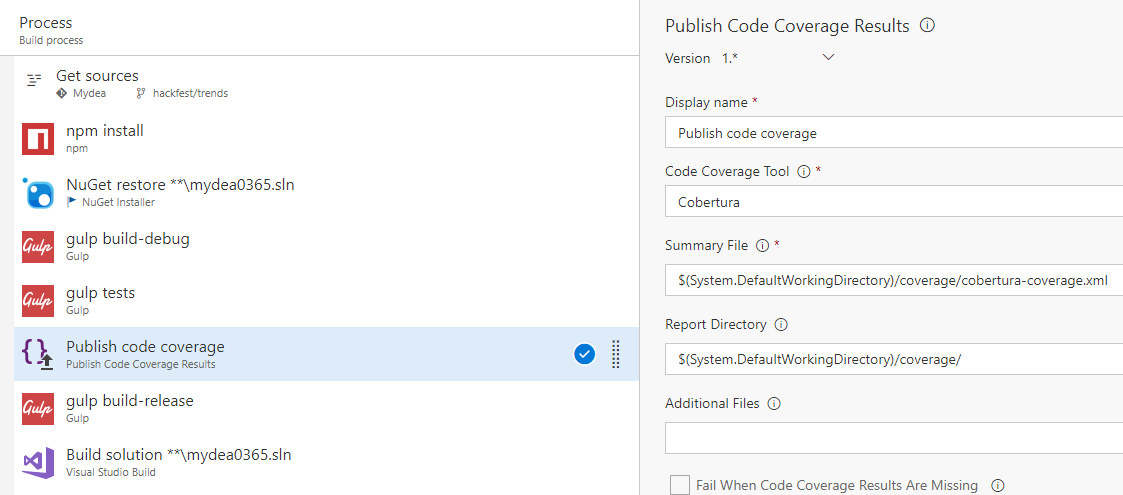 Process
Build process
Get sources
Mydea hackfest/trends
npm install
npm
NuGet restore **\mydea0365.sln
NuGet Installer
Gulp
gulp build-debug
Gulp
Gulp
gulp tests
Gulp
Publish code coverage
Publish Code Coverage Results
Gulp
gulp build-release
Gulp
Build solution **\mydea0365.sln
Visual Studio Build
Publish Code Coverage Results
Version 1.*
Display name *
Publish code coverage
Code Coverage Tool *
Cobertura
Summary File *
$(System.DefaultWorkingDirectory)/coverage/cobertura-coverage.xml
Report Directory
$(System.DefaultWorkingDirectory)/coverage/
Additional Files
Fail When Code Coverage Results Are Missing